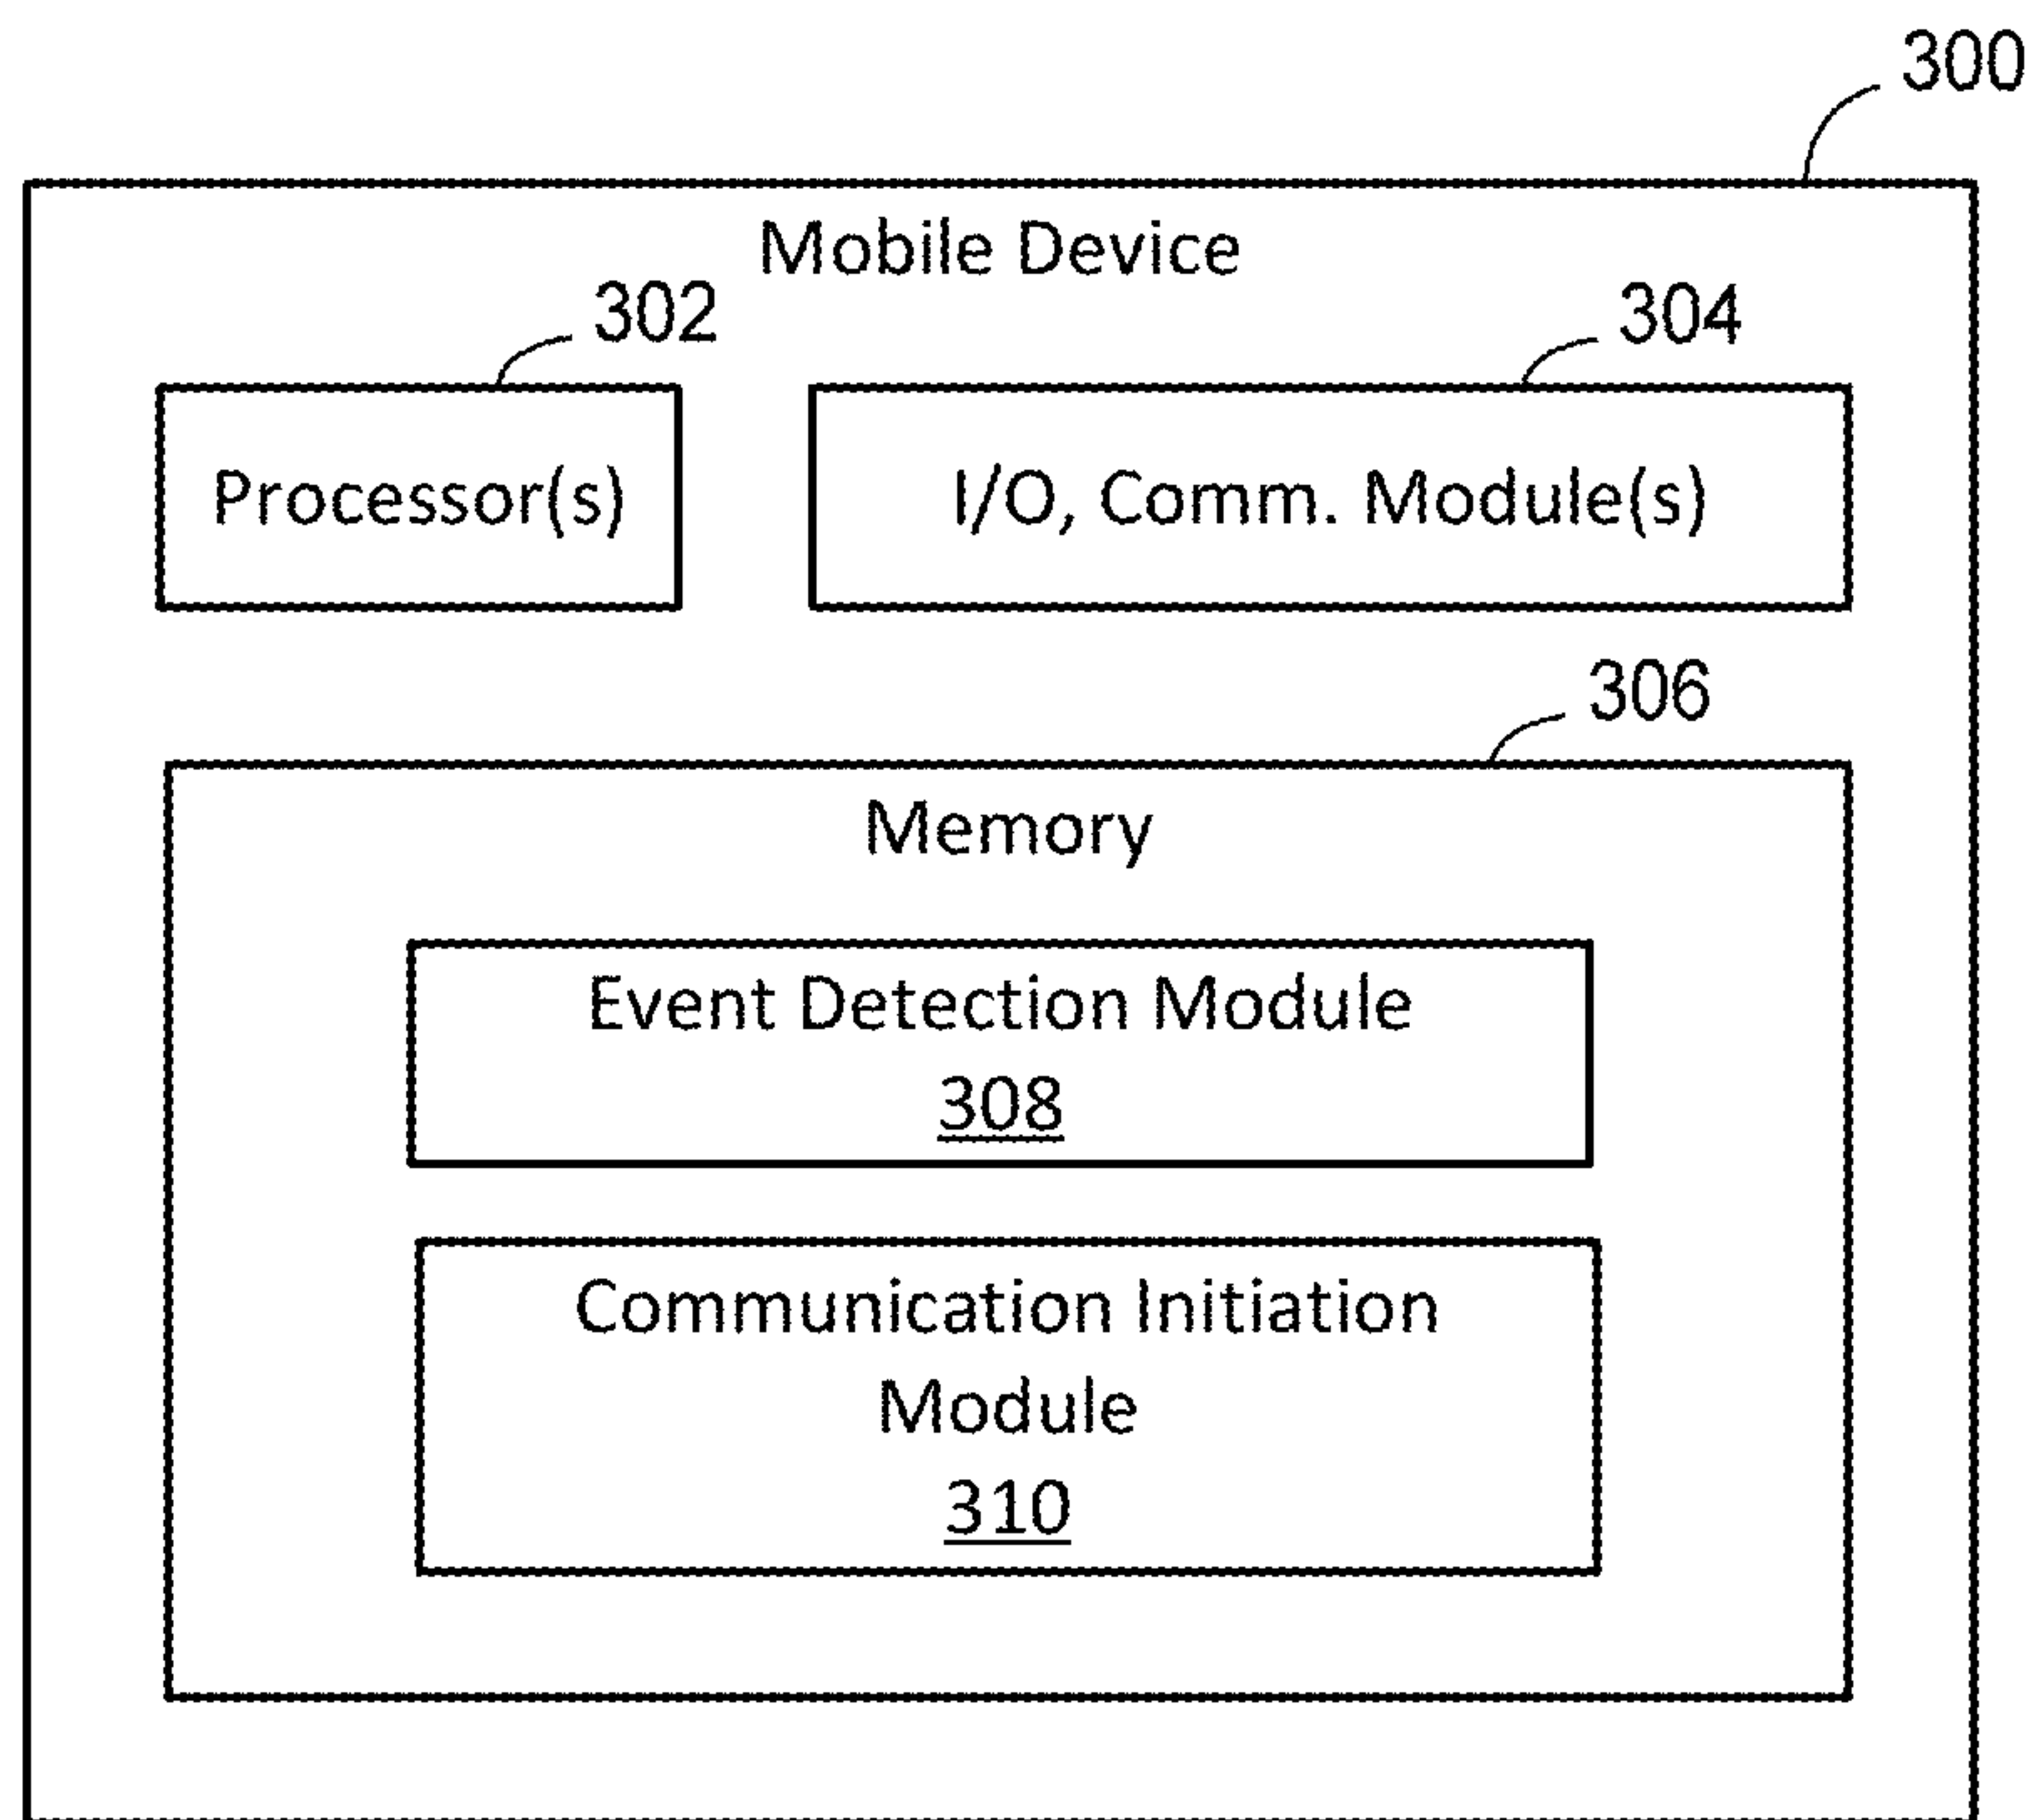 300
Mobile Device
302
304
Processor(s)
I/O, Comm. Module(s)
306
Memory
Event Detection Module
308
Communication Initiation
Module
310